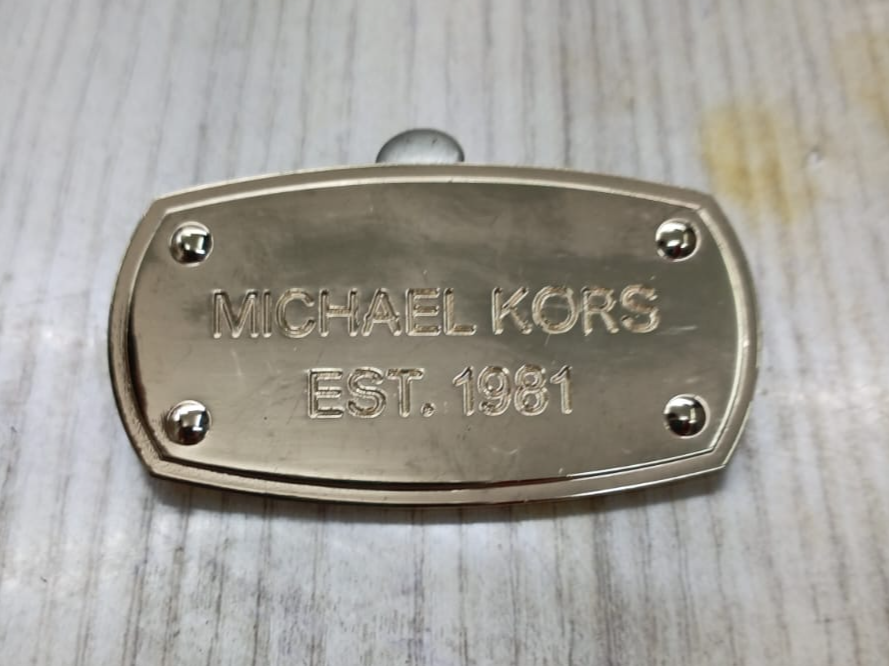 MICHAEL KORS
EST. 1981